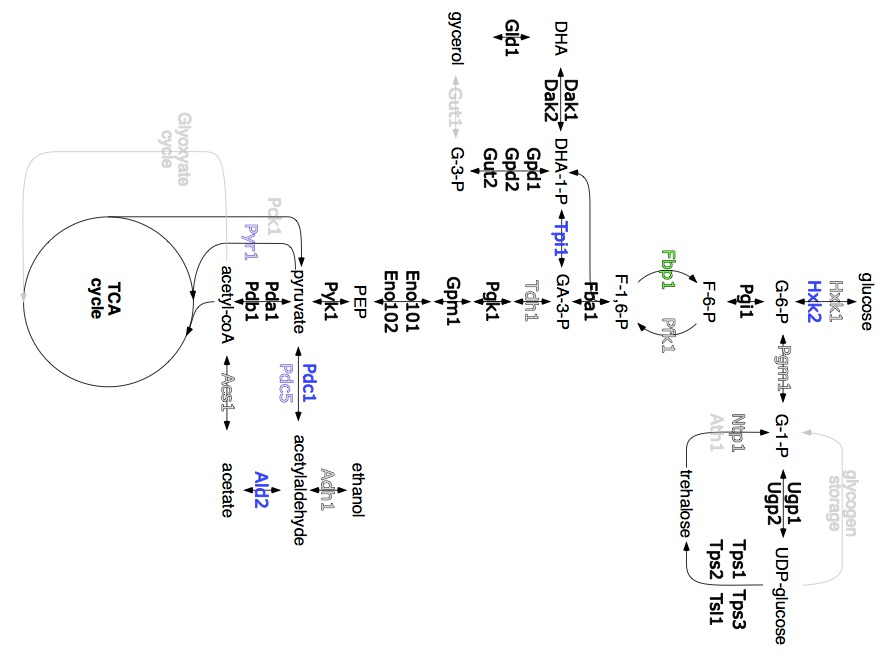 glucose
Hxk1
Hxk2
G-6-P
Pgm1
G-1-P
Ugp1
Ugp2
UDP-glucose
glycogen
storage
Pgi1
Ntp1
Ath1
Tps1 Tps3
Tps2 Tsl1
trehalose
F-6-P
Fbp1
Pfk1
F-1,6-P
Fba1
DHA
Dak1
Dak2
DHA-1-P
Tpi1
GA-3-P
Gld1
Gpd1
Gpd2
Gut2
glycerol
Gut1
G-3-P
Tdh1
Pgk1
Gpm1
Eno101
Eno102
PEP
Pyk1
ethanol
Adh1
pyruvate
Pdc1
Pdc5
acetylaldehyde
Pck1
Pyr1
Pda1
Pdb1
Ald2
acetyl-coA
Acs1
acetate
Glyoxyate
cycle
TCA
cycle